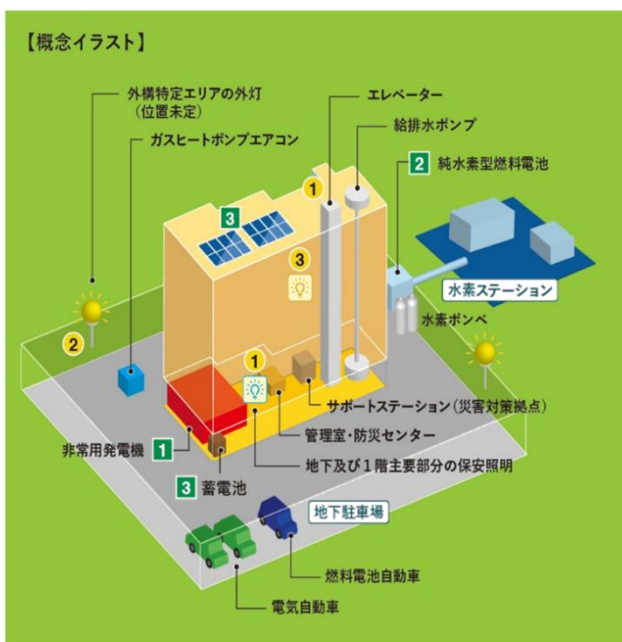 【概念イラスト】
外構特定エリアの外灯
（位置未定）
ガスヒートポンプエアコン
エレベーター
給排水ポンプ
2 純水素型燃料電池
1
3
3
水素ステーション
水素ボンベ
2
1
サポートステーション（災害対策拠点）
管理室・防災センター
非常用発電機 1
地下及び1階主要部分の保安照明
3 蓄電池
地下駐車場
燃料電池自動車
電気自動車